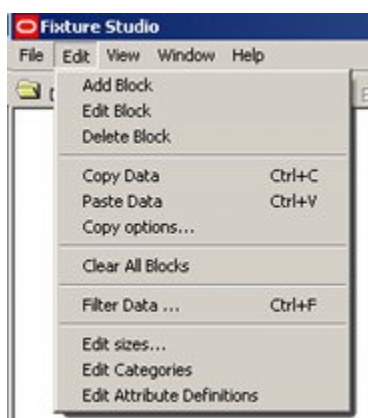 Fixture Studio
File Edit View Window Help
Add Block
Edit Block
Delete Block
Copy Data Ctrl+C
Paste Data Ctrl+V
Copy options...
Clear All Blocks
Filter Data ... Ctrl+F
Edit sizes...
Edit Categories
Edit Attribute Definitions